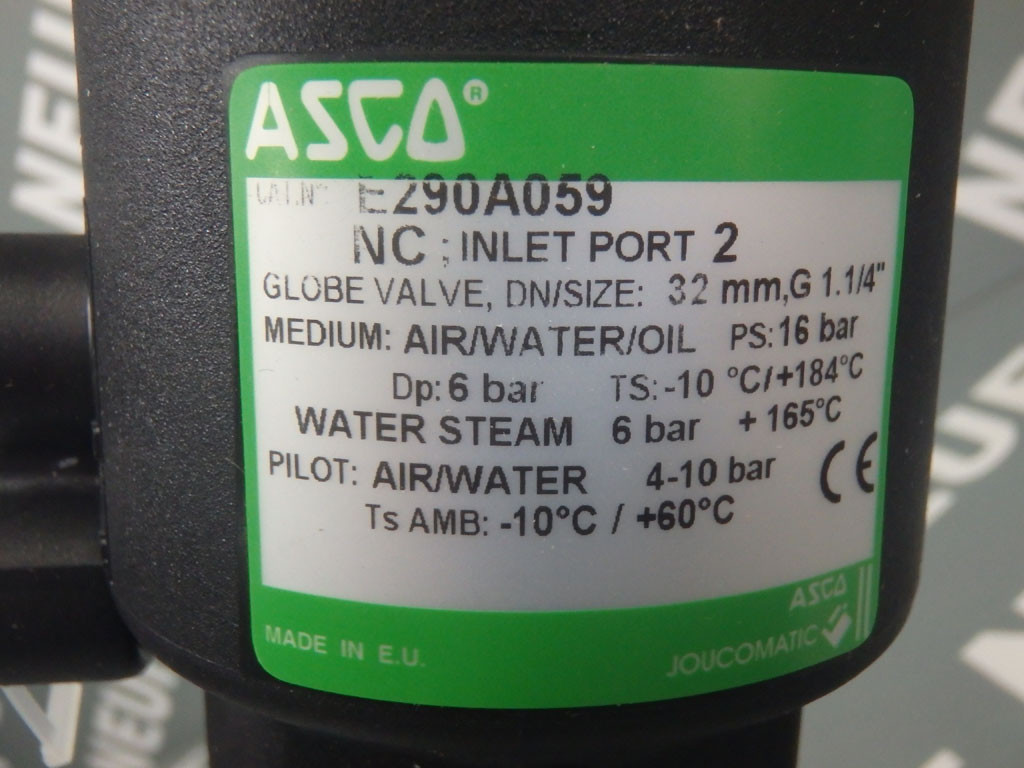 ASCO®
CAT.N° E290A059
NC ; INLET PORT 2
GLOBE VALVE, DN/SIZE: 32 mm,G 1.1/4"
MEDIUM: AIR/WATER/OIL PS:16 bar
Dp:6 bar TS:-10 °C/+184°C
WATER STEAM 6 bar +165°C
PILOT: AIR/WATER 4-10 bar CE
Ts AMB: -10°C / +60°C
ASCO
JOUCOMATIC
MADE IN E.U.